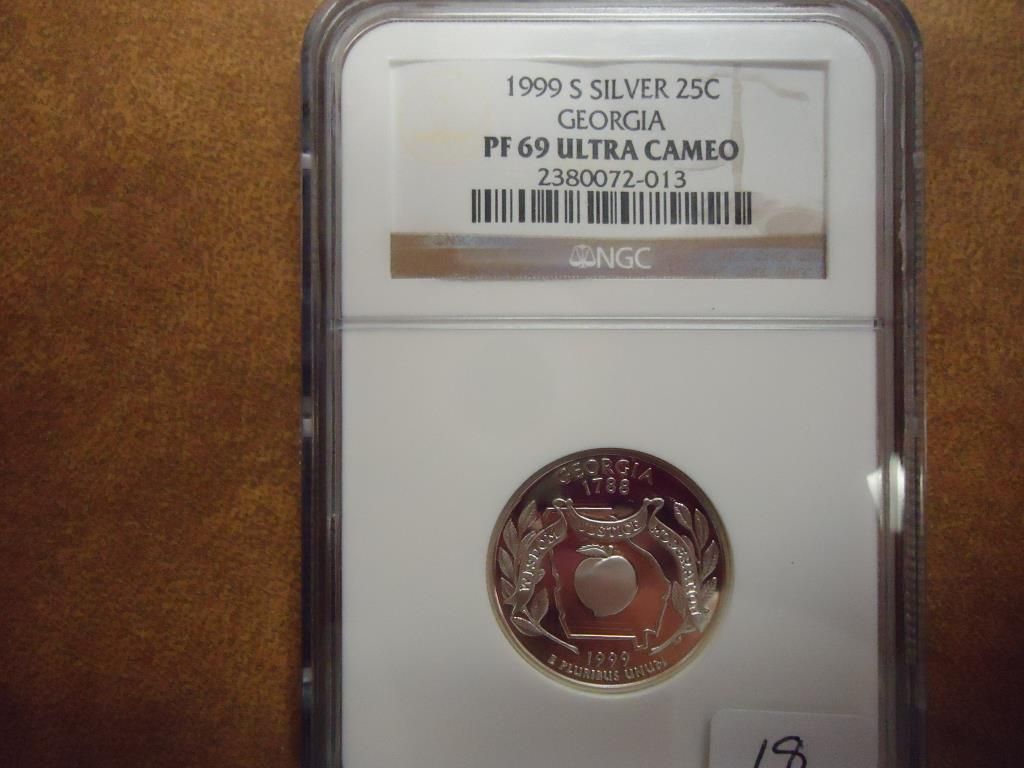 1999 S SILVER 25C
GEORGIA
PF 69 ULTRA CAMEO
2380072-013
NGC
GEORGIA
1788
WISDOM JUSTICE MODERATION
1999
E PLURIBUS UNUM
18